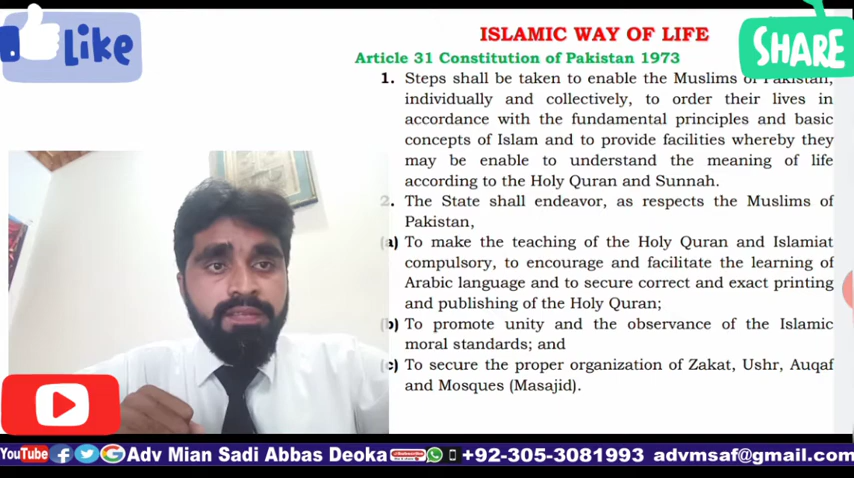 Like
SHARE
ISLAMIC WAY OF LIFE
Article 31 Constitution of Pakistan 1973
1. Steps shall be taken to enable the Muslims of Pakistan,
individually and collectively, to order their lives in
accordance with the fundamental principles and basic
concepts of Islam and to provide facilities whereby they
may be enable to understand the meaning of life
according to the Holy Quran and Sunnah.
2. The State shall endeavor, as respects the Muslims of
Pakistan,
(a) To make the teaching of the Holy Quran and Islamiat
compulsory, to encourage and facilitate the learning of
Arabic language and to secure correct and exact printing
and publishing of the Holy Quran;
(b) To promote unity and the observance of the Islamic
moral standards; and
(c) To secure the proper organization of Zakat, Ushr, Auqaf
and Mosques (Masajid).
YouTube Adv Mian Sadi Abbas Deoka +92-305-3081993 advmsaf@gmail.com